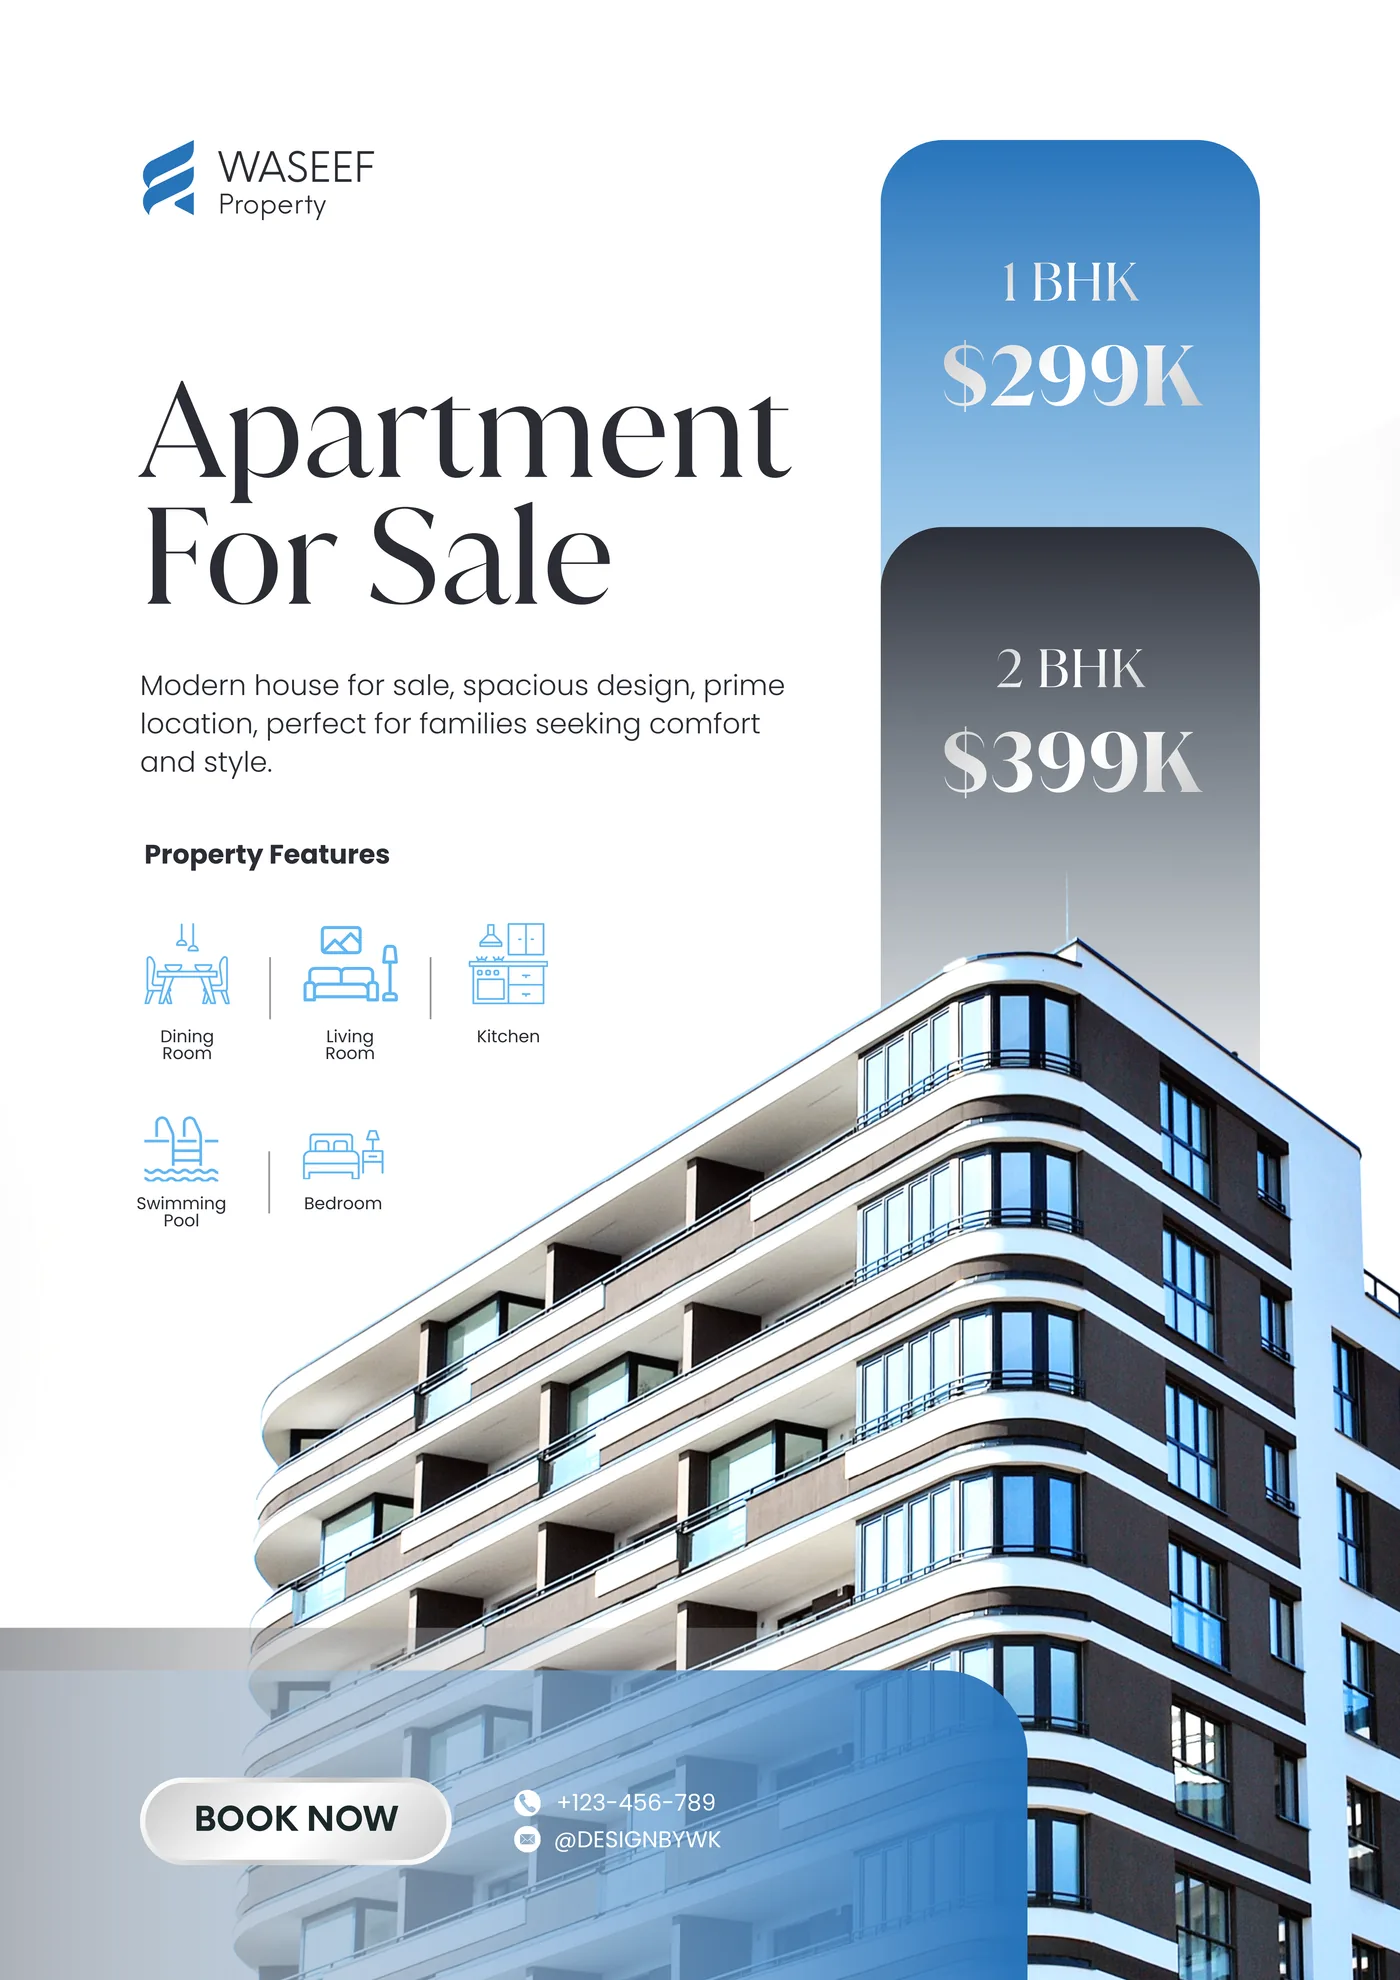 WASEEF
Property
1 BHK
$299K
Apartment
For Sale
2 BHK
$399K
Modern house for sale, spacious design, prime
location, perfect for families seeking comfort
and style.
Property Features
Dining
Room
Living
Room
Kitchen
Swimming
Pool
Bedroom
BOOK NOW
+123-456-789
@DESIGNBYWK